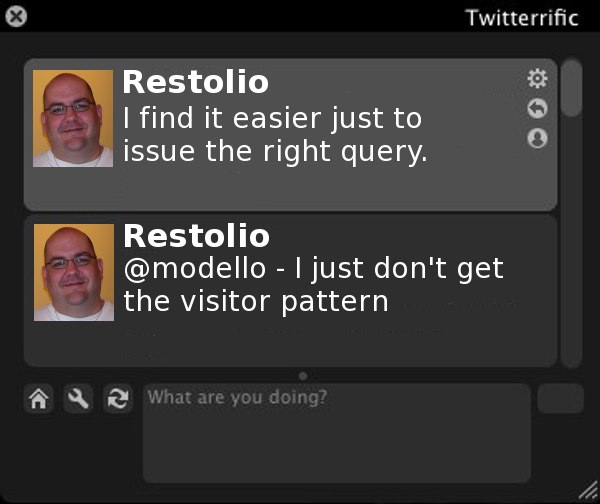 Twitterrific
Restolio
I find it easier just to
issue the right query.
Restolio
@modello - I just don't get
the visitor pattern
What are you doing?